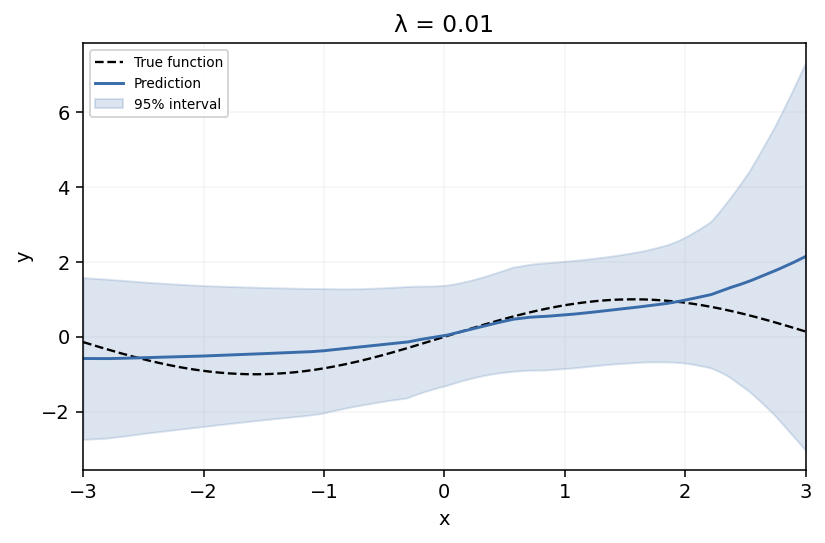 λ = 0.01
True function
Prediction
95% interval
y
6
4
2
0
−2
−3
−2
−1
0
1
2
3
x